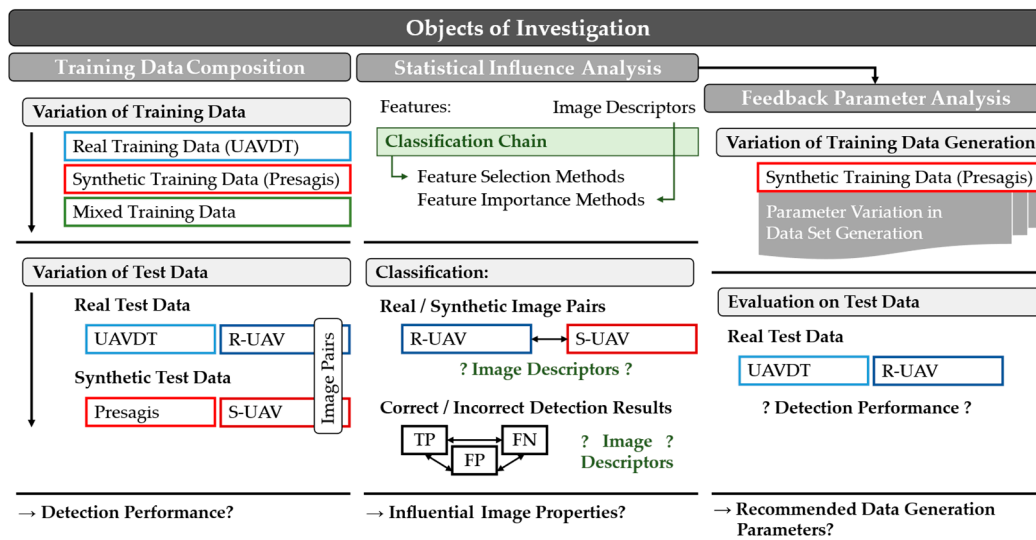 Objects of Investigation
Training Data Composition
Variation of Training Data
Real Training Data (UAVDT)
Synthetic Training Data (Presagis)
Mixed Training Data
Variation of Test Data
Real Test Data
UAVDT R-UAV
Synthetic Test Data
Presagis S-UAV
Image Pairs
→ Detection Performance?
Statistical Influence Analysis
Features: Image Descriptors
Classification Chain
Feature Selection Methods
Feature Importance Methods
Classification:
Real / Synthetic Image Pairs
R-UAV S-UAV
? Image Descriptors ?
Correct / Incorrect Detection Results
TP FN
FP
? Image ?
Descriptors
→ Influential Image Properties?
Feedback Parameter Analysis
Variation of Training Data Generation
Synthetic Training Data (Presagis)
Parameter Variation in
Data Set Generation
Evaluation on Test Data
Real Test Data
UAVDT R-UAV
? Detection Performance ?
→ Recommended Data Generation
Parameters?